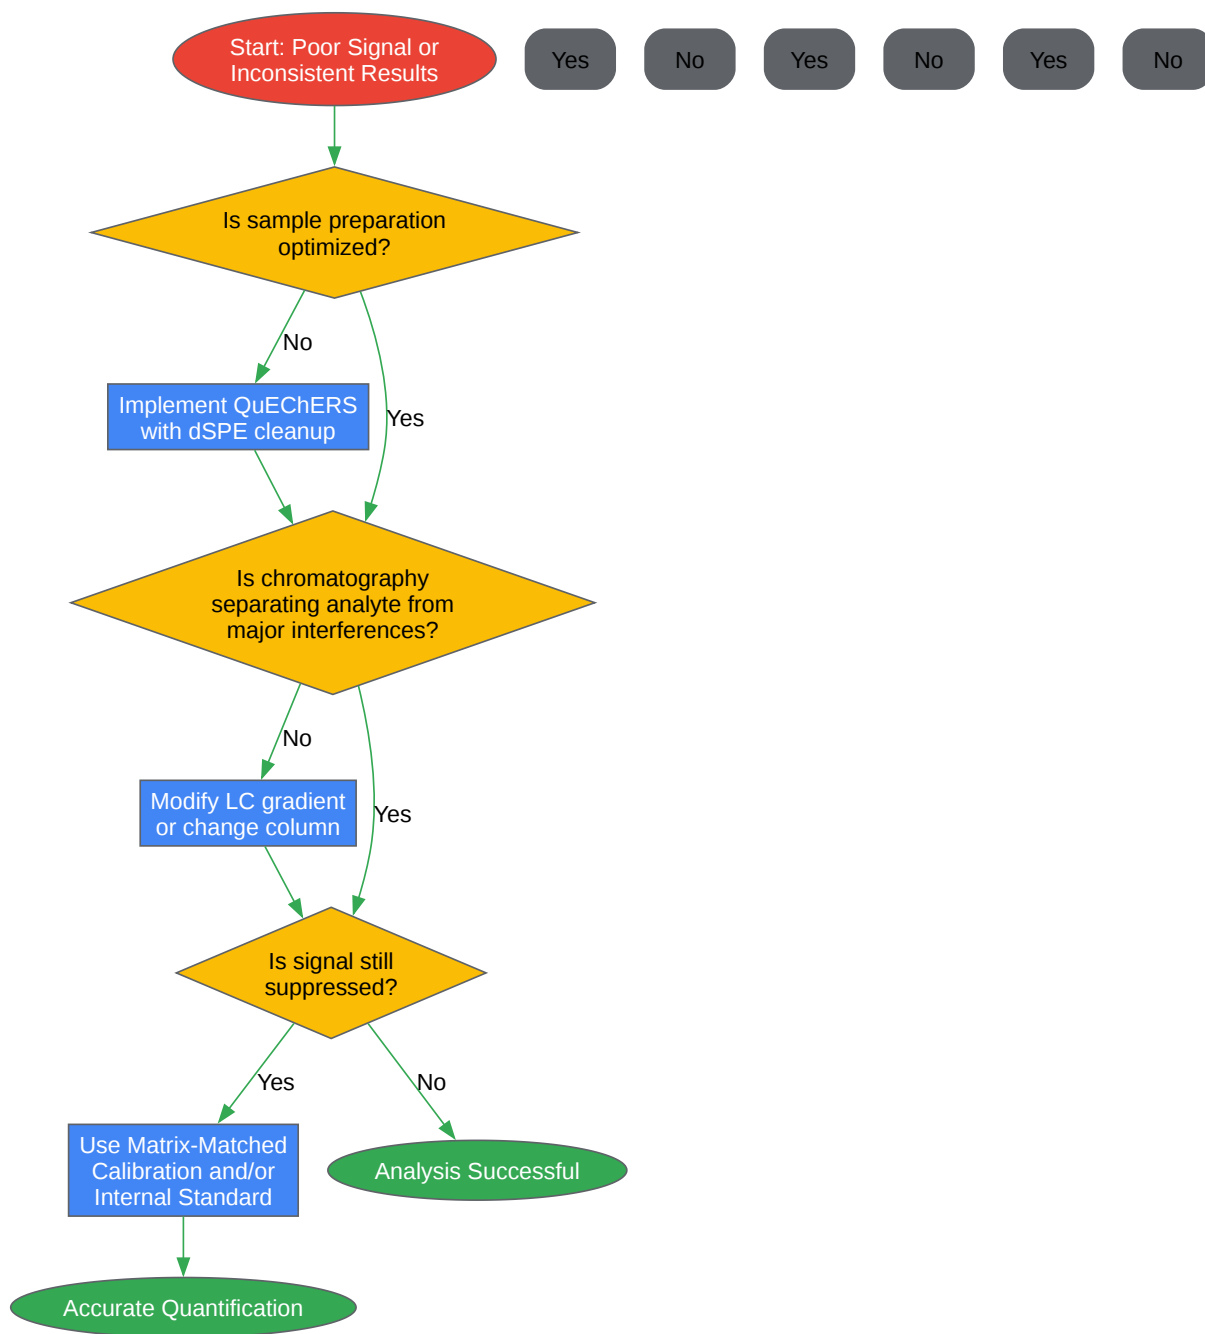 Start: Poor Signal or
Inconsistent Results
Yes
No
Yes
No
Yes
No
Is sample preparation
optimized?
No
Yes
Implement QuEChERS
with dSPE cleanup
Is chromatography
separating analyte from
major interferences?
No
Yes
Modify LC gradient
or change column
Is signal still
suppressed?
Yes
No
Use Matrix-Matched
Calibration and/or
Internal Standard
Analysis Successful
Accurate Quantification